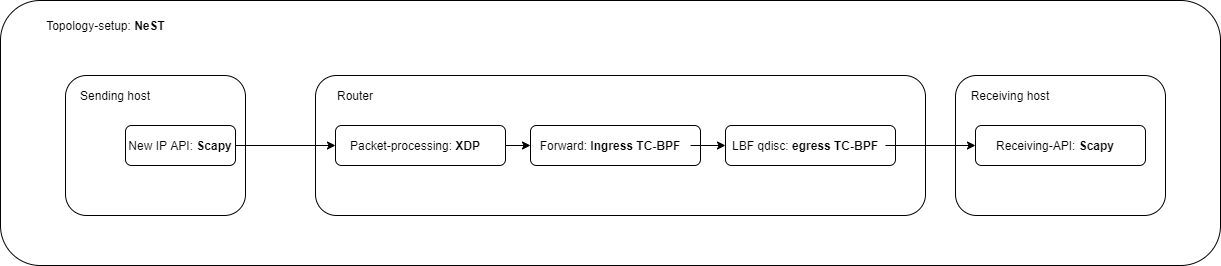 Topology-setup: NeST
Sending host
Router
Receiving host
New IP API: Scapy
Packet-processing: XDP
Forward: Ingress TC-BPF
LBF qdisc: egress TC-BPF
Receiving-API: Scapy